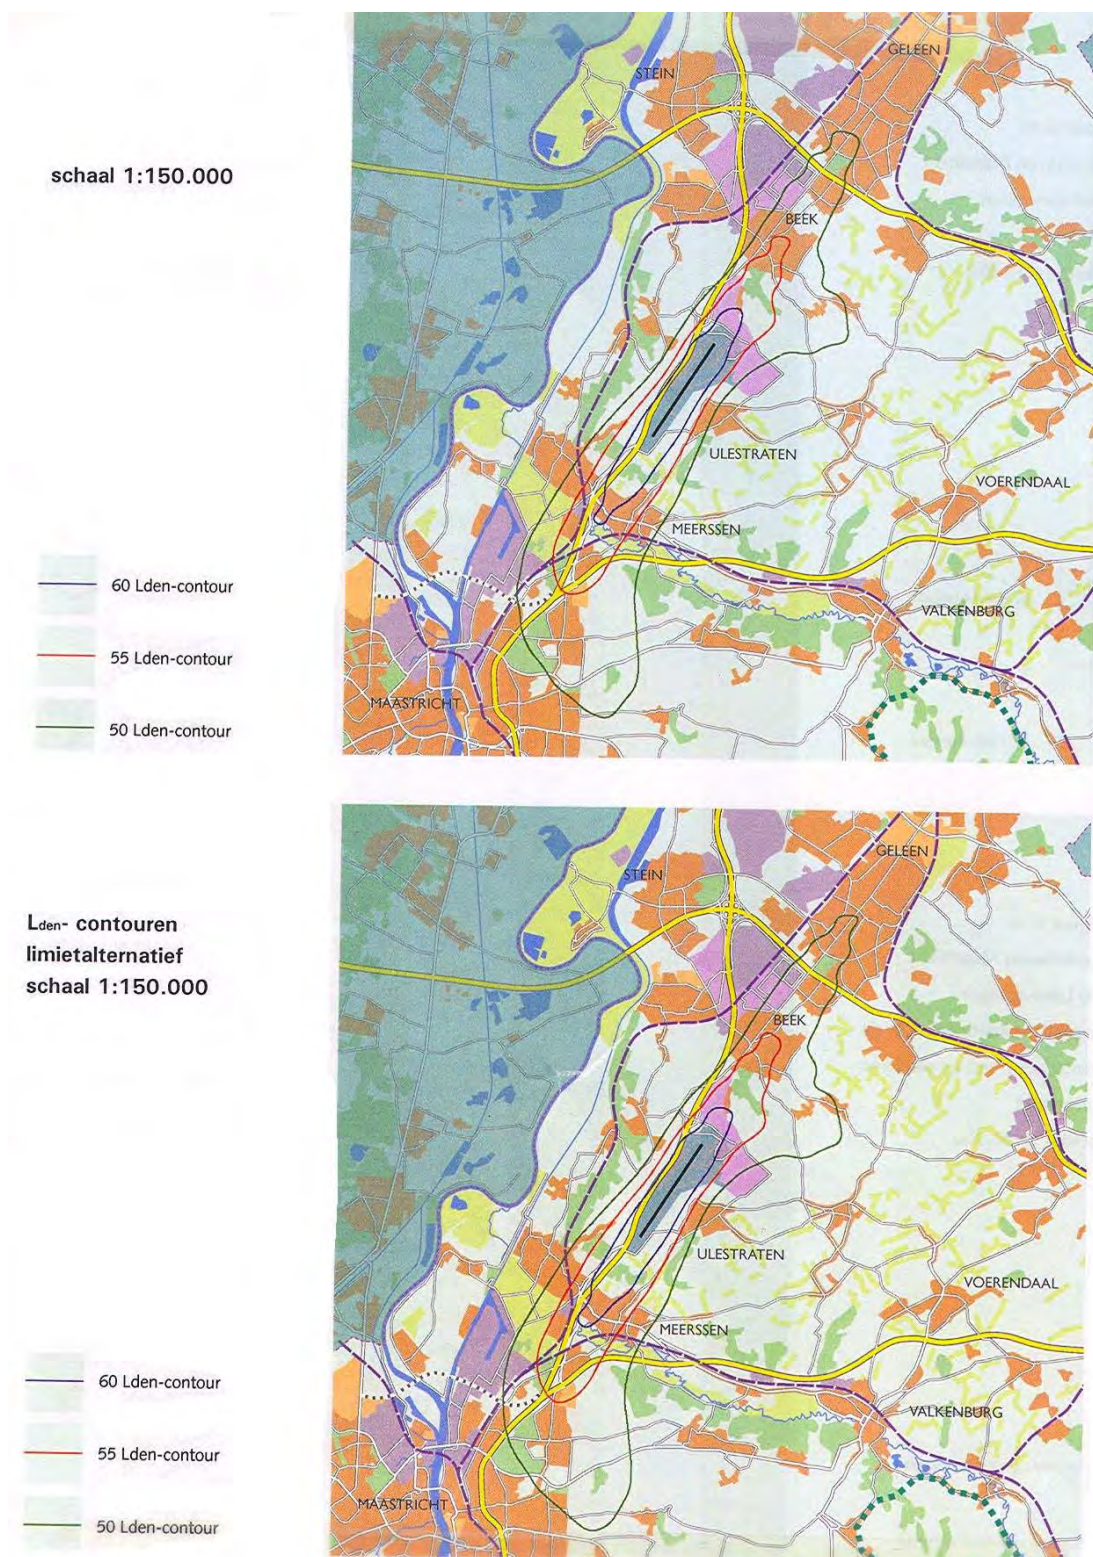 GELEEN
STEIN
schaal 1:150.000
BEEK
ULESTRATEN
VOERENDAAL
MEERSSEN
60 Lden-contour
VALKENBURG
55 Lden-contour
MAASTRICHT
50 Lden-contour
GELEEN
STEIN
Lden- contouren
limietalternatief
schaal 1:150.000
BEEK
ULESTRATEN
VOERENDAAL
MEERSSEN
60 Lden-contour
VALKENBURG
55 Lden-contour
MAASTRICHT
50 Lden-contour